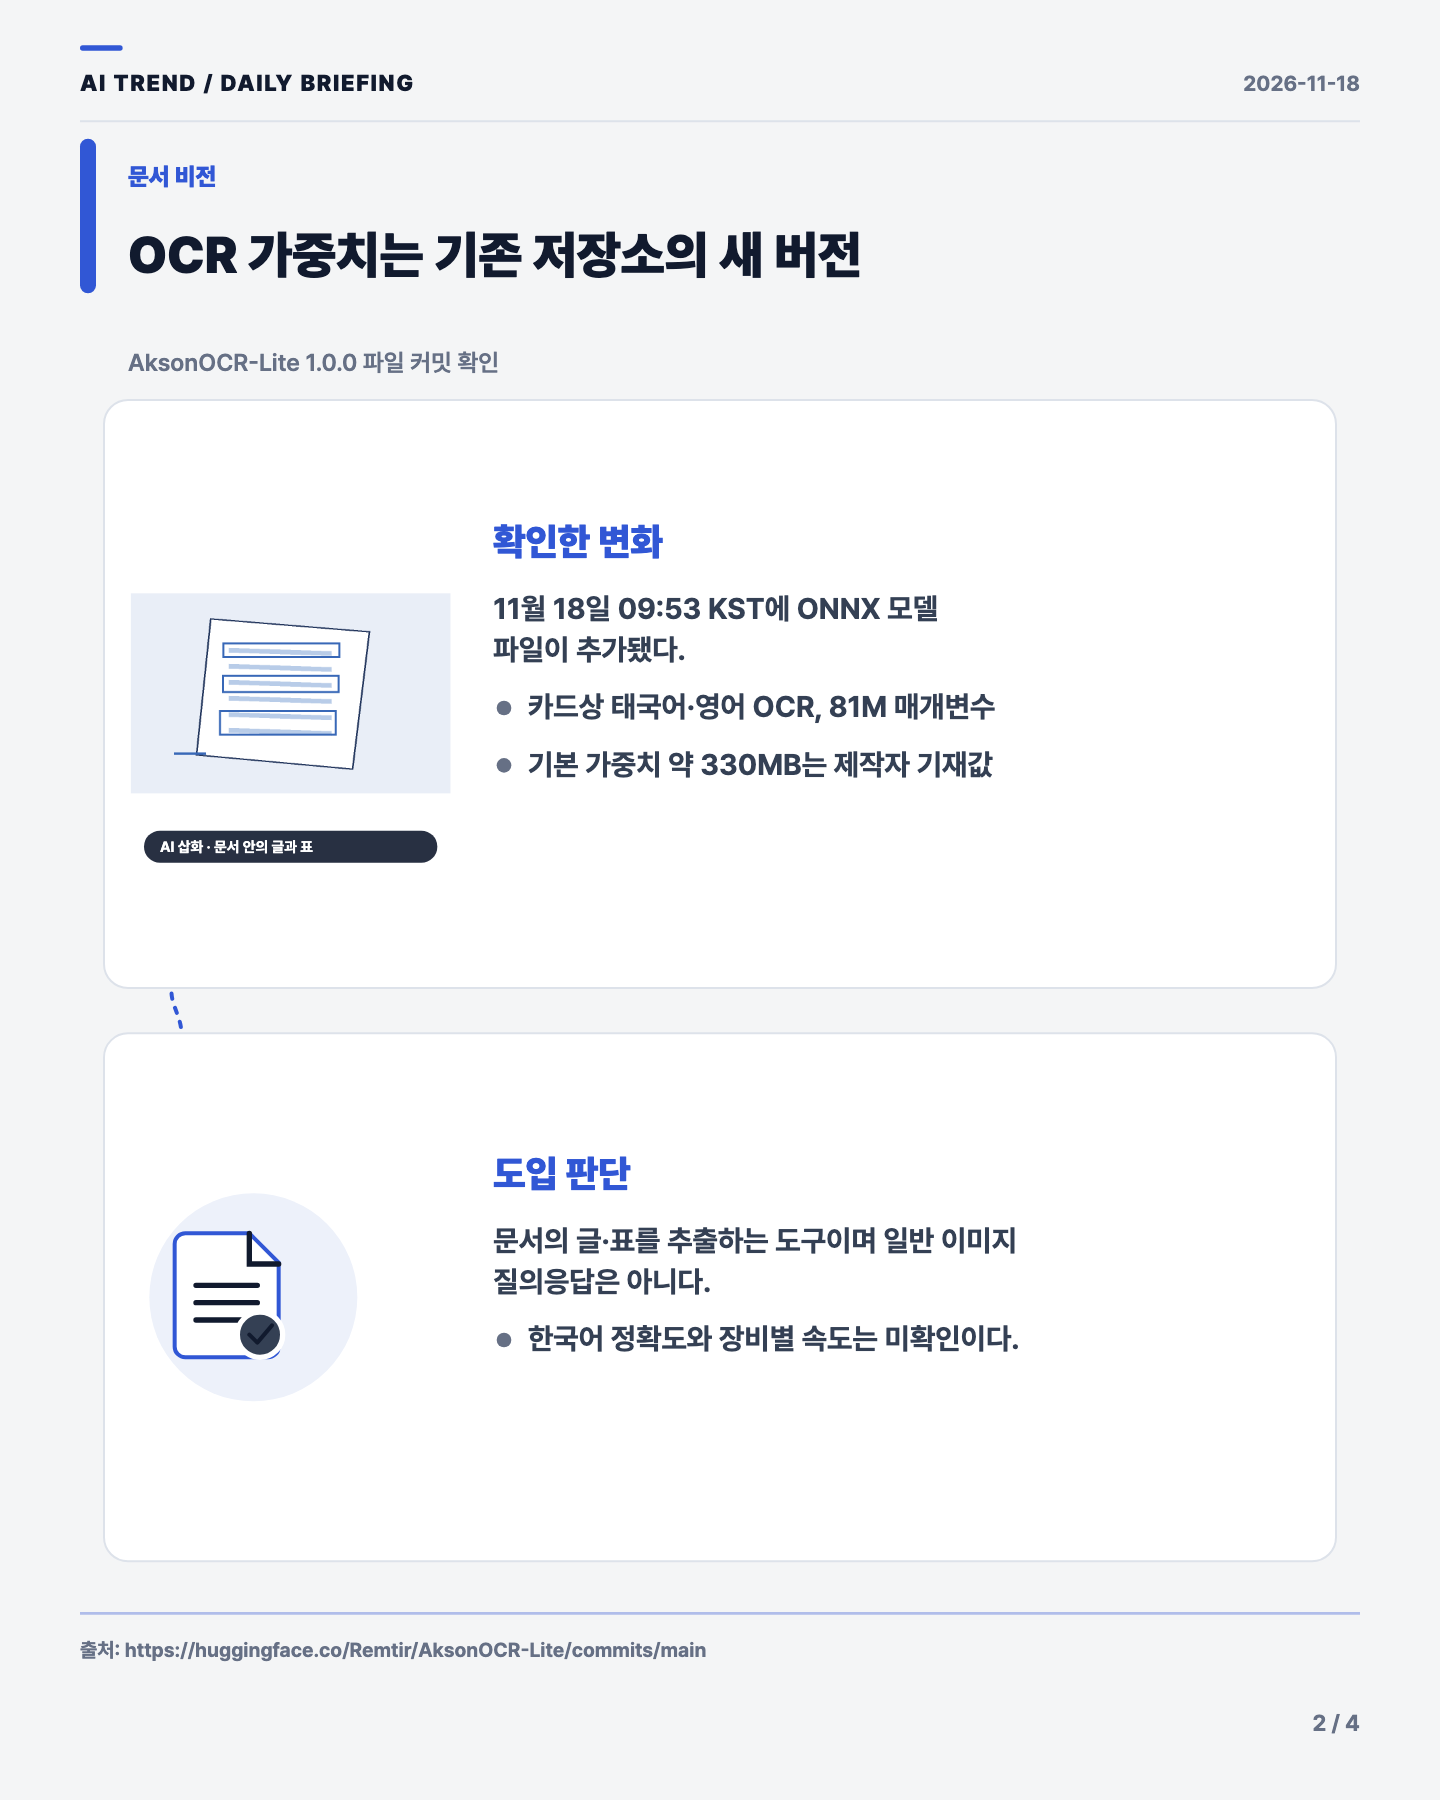 AI TREND / DAILY BRIEFING
2026-11-18
문서 비전
OCR 가중치는 기존 저장소의 새 버전
AksonOCR-Lite 1.0.0 파일 커밋 확인
확인한 변화
11월 18일 09:53 KST에 ONNX 모델
파일이 추가됐다.
카드상 태국어·영어 OCR, 81M 매개변수
기본 가중치 약 330MB는 제작자 기재값
AI 삽화 · 문서 안의 글과 표
도입 판단
문서의 글·표를 추출하는 도구이며 일반 이미지
질의응답은 아니다.
한국어 정확도와 장비별 속도는 미확인이다.
출처: https://huggingface.co/Remtir/AksonOCR-Lite/commits/main
2 / 4